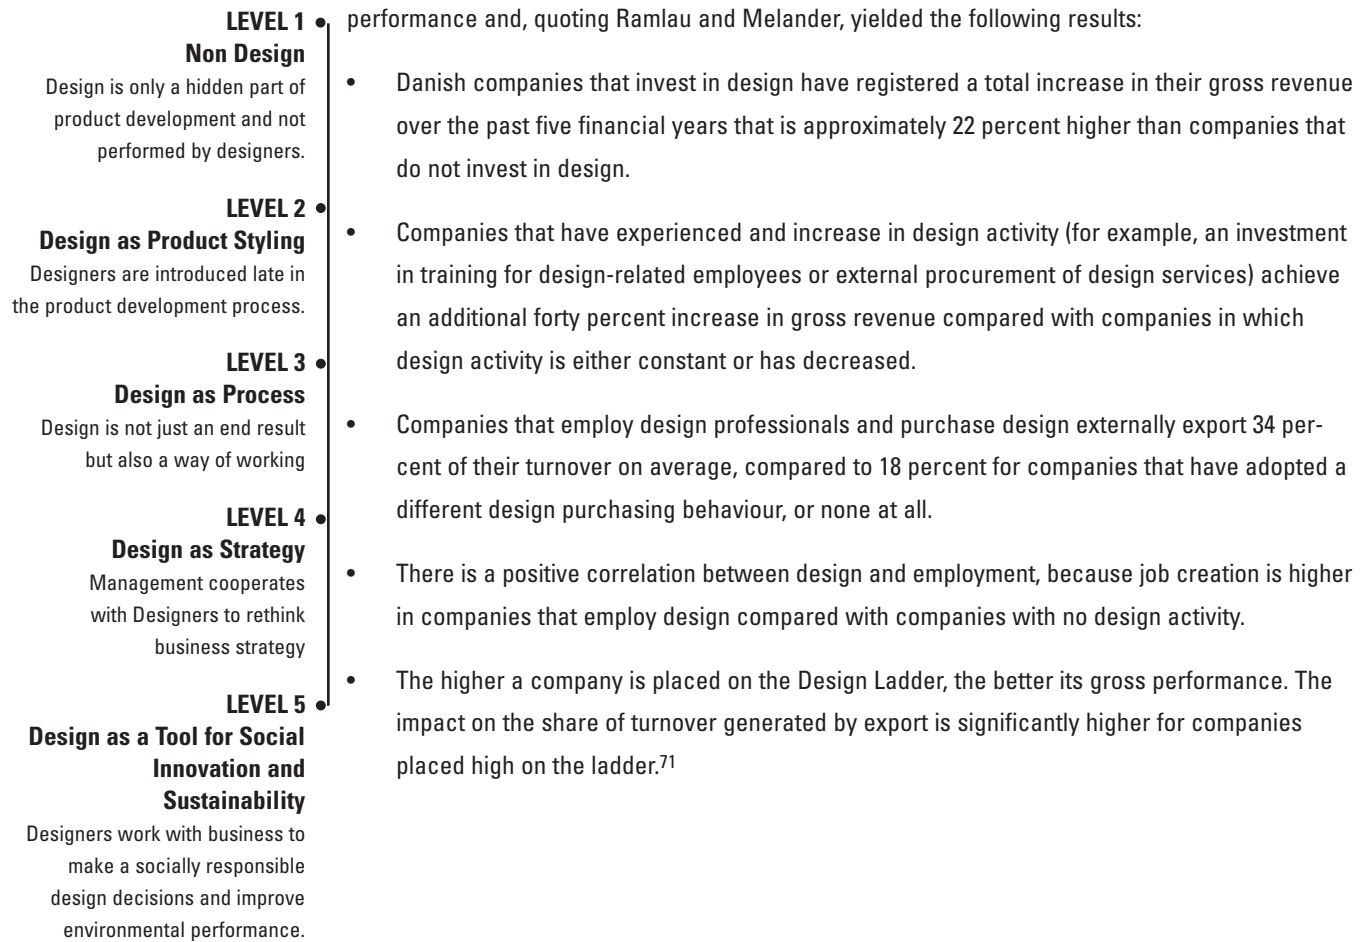 LEVEL 1
Non Design
Design is only a hidden part of
product development and not
performed by designers.
LEVEL 2
Design as Product Styling
Designers are introduced late in
the product development process.
LEVEL 3
Design as Process
Design is not just an end result
but also a way of working
LEVEL 4
Design as Strategy
Management cooperates
with Designers to rethink
business strategy
LEVEL 5
Design as a Tool for Social
Innovation and
Sustainability
Designers work with business to
make a socially responsible
design decisions and improve
environmental performance.
performance and, quoting Ramlau and Melander, yielded the following results:
• Danish companies that invest in design have registered a total increase in their gross revenue
over the past five financial years that is approximately 22 percent higher than companies that
do not invest in design.
• Companies that have experienced and increase in design activity (for example, an investment
in training for design-related employees or external procurement of design services) achieve
an additional forty percent increase in gross revenue compared with companies in which
design activity is either constant or has decreased.
• Companies that employ design professionals and purchase design externally export 34 per-
cent of their turnover on average, compared to 18 percent for companies that have adopted a
different design purchasing behaviour, or none at all.
• There is a positive correlation between design and employment, because job creation is higher
in companies that employ design compared with companies with no design activity.
• The higher a company is placed on the Design Ladder, the better its gross performance. The
impact on the share of turnover generated by export is significantly higher for companies
placed high on the ladder.71